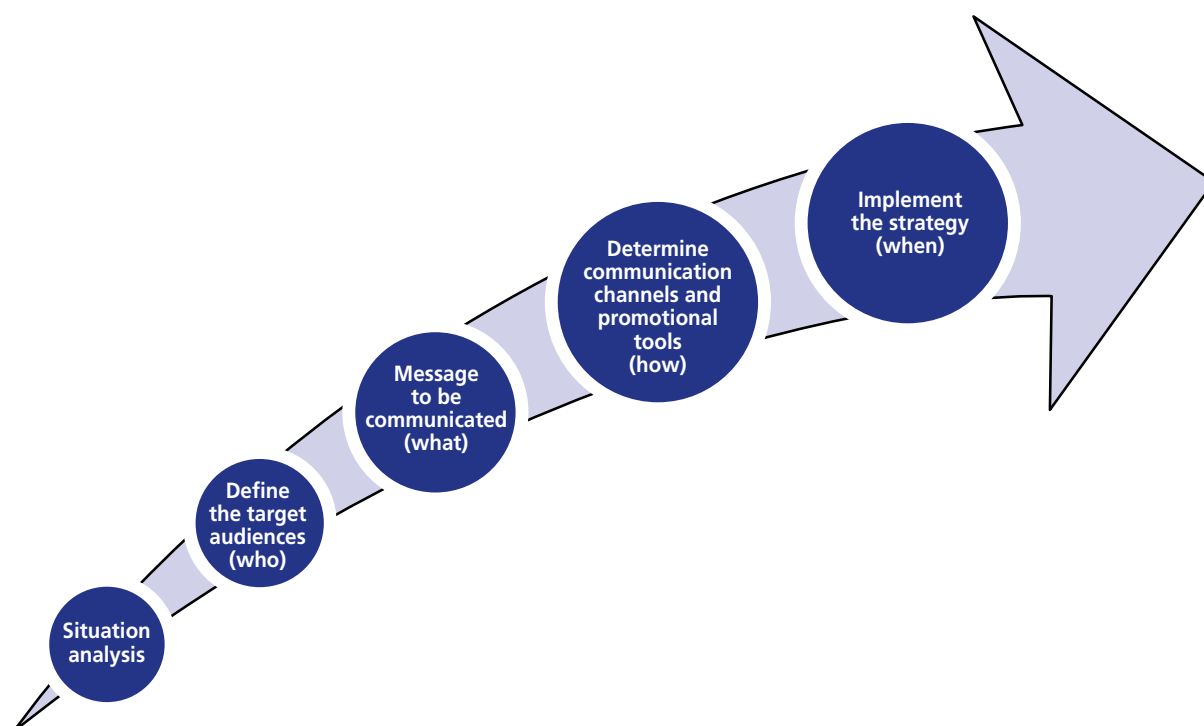 Situation
analysis
Define
the target
audiences
(who)
Message
to be
communicated
(what)
Determine
communication
channels and
promotional
tools
(how)
Implement
the strategy
(when)